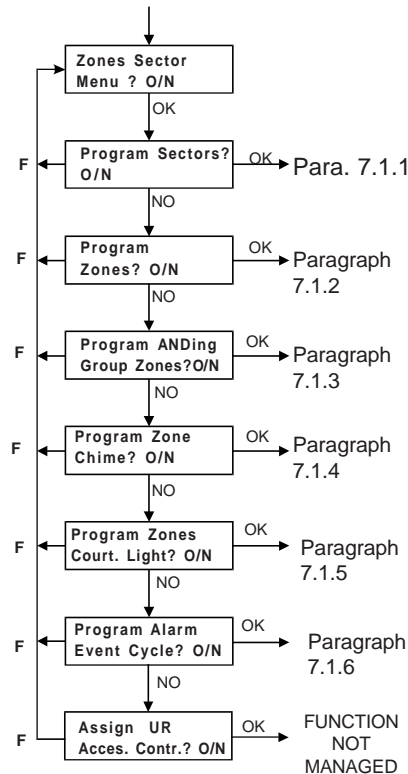 Zones Sector
Menu ? O/N
OK
F
Program Sectors?
O/N
OK
Para. 7.1.1
NO
F
Program
Zones? O/N
OK
Paragraph
7.1.2
NO
F
Program ANDing
Group Zones?O/N
OK
Paragraph
7.1.3
NO
F
Program Zone
Chime? O/N
OK
Paragraph
7.1.4
NO
F
Program Zones
Court. Light? O/N
OK
Paragraph
7.1.5
NO
F
Program Alarm
Event Cycle? O/N
OK
Paragraph
7.1.6
NO
F
Assign UR
Acces. Contr.? O/N
OK
FUNCTION
NOT
MANAGED